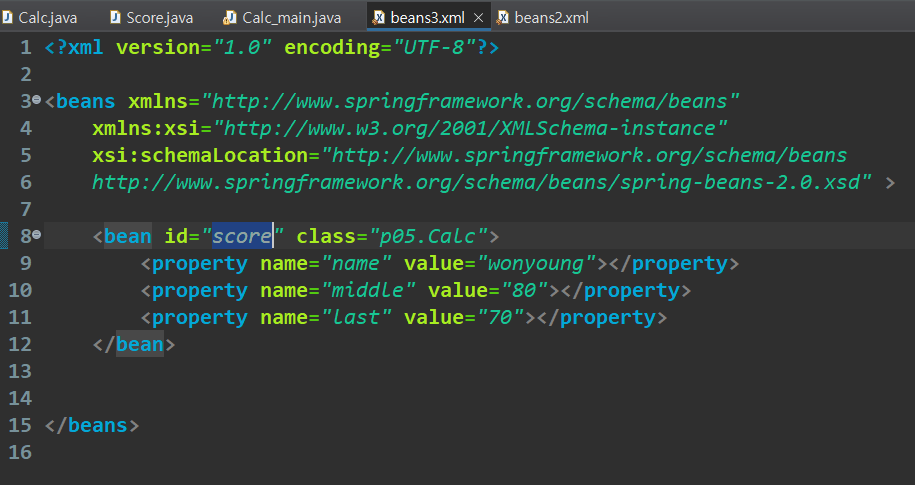 Calc.java Score.java Calc_main.java beans3.xml beans2.xml
1 <?xml version="1.0" encoding="UTF-8"?>
2
3 <beans xmlns="http://www.springframework.org/schema/beans"
4 xmlns:xsi="http://www.w3.org/2001/XMLSchema-instance"
5 xsi:schemaLocation="http://www.springframework.org/schema/beans
6 http://www.springframework.org/schema/beans/spring-beans-2.0.xsd" >
7
8 <bean id="score" class="p05.Calc">
9 <property name="name" value="wonyoung"></property>
10 <property name="middle" value="80"></property>
11 <property name="last" value="70"></property>
12 </bean>
13
14
15 </beans>
16